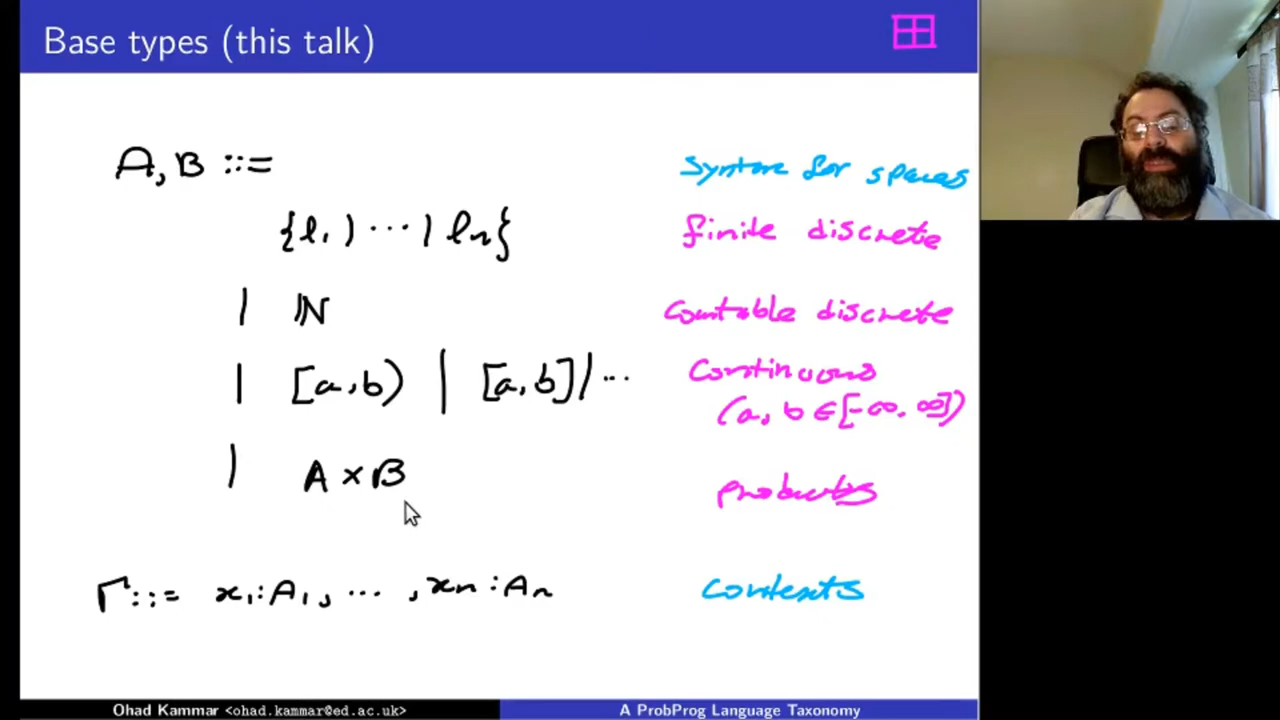 Base types (this talk)
A, B ::= syntax for spaces
{l₁ | ⋯ | lₙ} finite discrete
| ℕ countable discrete
| [a, b) | [a, b] | ⋯ continuous
(a, b ∈ [-∞, ∞])
| A × B products
Γ ::= x₁ : A₁, ⋯ , xₙ : Aₙ contexts
Ohad Kammar <ohad.kammar@ed.ac.uk> A ProbProg Language Taxonomy